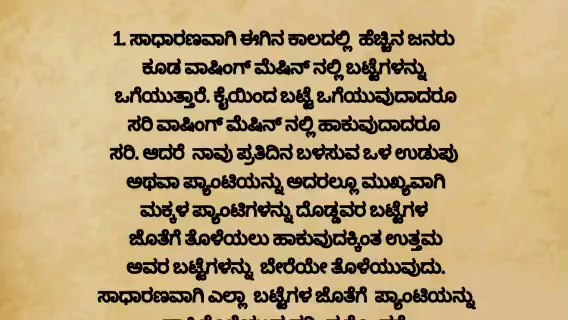 1. ಸಾಧಾರಣವಾಗಿ ಈಗಿನ ಕಾಲದಲ್ಲಿ ಹೆಚ್ಚಿನ ಜನರು
ಕೂಡ ವಾಷಿಂಗ್ ಮೆಷಿನ್ ನಲ್ಲಿ ಬಟ್ಟೆಗಳನ್ನು
ಒಗೆಯುತ್ತಾರೆ. ಕೈಯಿಂದ ಬಟ್ಟೆ ಒಗೆಯುವುದಾದರೂ
ಸರಿ ವಾಷಿಂಗ್ ಮೆಷಿನ್ ನಲ್ಲಿ ಹಾಕುವುದಾದರೂ
ಸರಿ. ಆದರೆ ನಾವು ಪ್ರತಿದಿನ ಬಳಸುವ ಒಳ ಉಡುಪು
ಅಥವಾ ಪ್ಯಾಂಟಿಯನ್ನು ಅದರಲ್ಲೂ ಮುಖ್ಯವಾಗಿ
ಮಕ್ಕಳ ಪ್ಯಾಂಟಿಗಳನ್ನು ದೊಡ್ಡವರ ಬಟ್ಟೆಗಳ
ಜೊತೆಗೆ ತೊಳೆಯಲು ಹಾಕುವುದಕ್ಕಿಂತ ಉತ್ತಮ
ಅವರ ಬಟ್ಟೆಗಳನ್ನು ಬೇರೆಯೇ ತೊಳೆಯುವುದು.
ಸಾಧಾರಣವಾಗಿ ಎಲ್ಲಾ ಬಟ್ಟೆಗಳ ಜೊತೆಗೆ ಪ್ಯಾಂಟಿಯನ್ನು